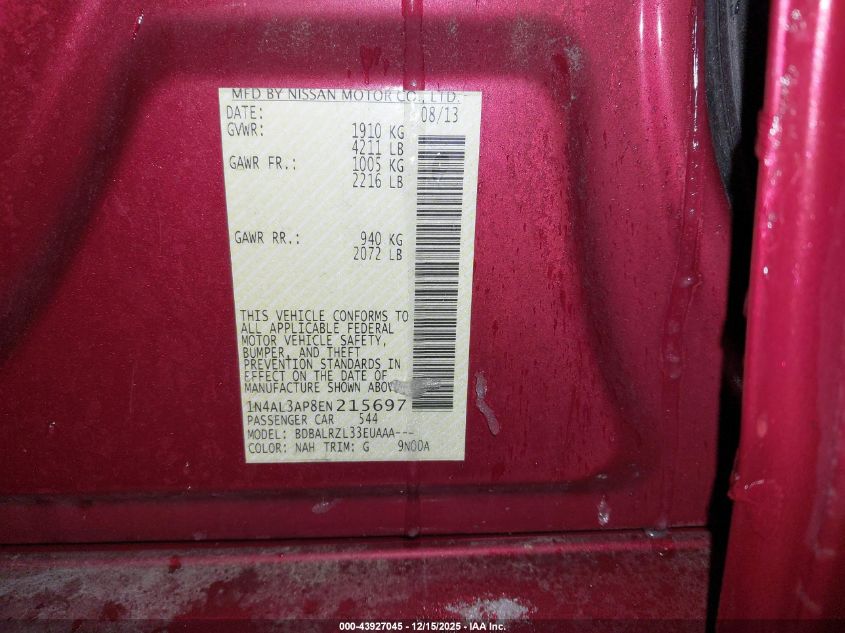 MFD BY NISSAN MOTOR CO., LTD.
DATE: 08/13
GVWR: 1910 KG
4211 LB
GAWR FR.: 1005 KG
2216 LB
GAWR RR.: 940 KG
2072 LB
THIS VEHICLE CONFORMS TO
ALL APPLICABLE FEDERAL
MOTOR VEHICLE SAFETY,
BUMPER, AND THEFT
PREVENTION STANDARDS IN
EFFECT ON THE DATE OF
MANUFACTURE SHOWN ABOVE
1N4AL3AP8EN215697
PASSENGER CAR 544
MODEL: BDBALRZL33EUAAA---
COLOR: NAH TRIM: G 9N00A
000-43927045 — 12/15/2025 — IAA Inc.